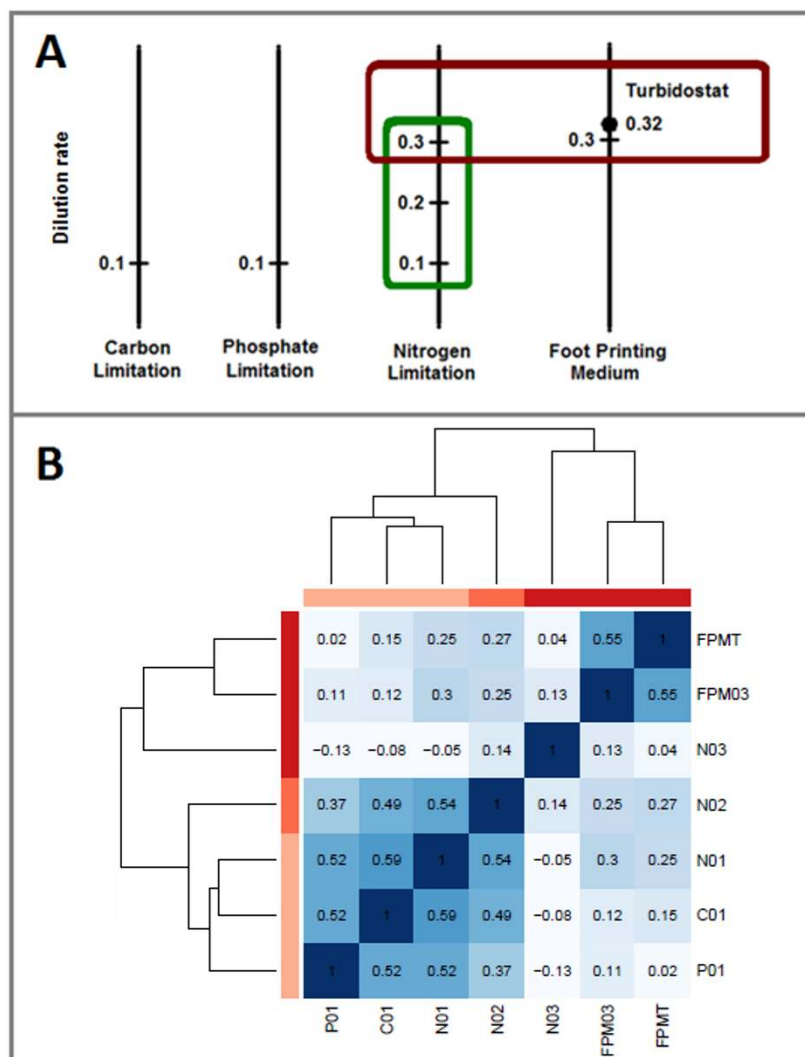 A
Dilution rate
Turbidostat
0.32
0.3
0.3
0.2
0.1
0.1
0.1
Carbon
Limitation
Phosphate
Limitation
Nitrogen
Limitation
Foot Printing
Medium
B
0.02 0.15 0.25 0.27 0.04 0.55 1 FPMT
0.11 0.12 0.3 0.25 0.13 1 0.55 FPM03
−0.13 −0.08 −0.05 0.14 1 0.13 0.04 N03
0.37 0.49 0.54 1 0.14 0.25 0.27 N02
0.52 0.59 1 0.54 −0.05 0.3 0.25 N01
0.52 1 0.59 0.49 −0.08 0.12 0.15 C01
1 0.52 0.52 0.37 −0.13 0.11 0.02 P01
P01 C01 N01 N02 N03 FPM03 FPMT